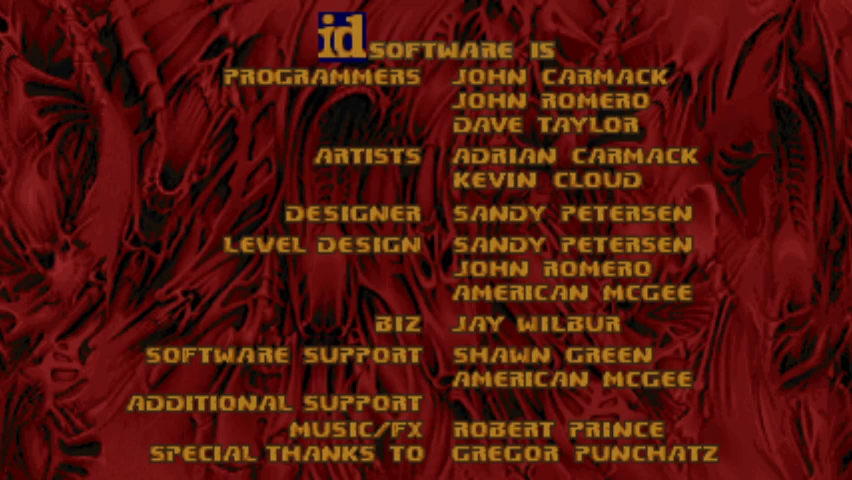 id SOFTWARE IS
PROGRAMMERS JOHN CARMACK
JOHN ROMERO
DAVE TAYLOR
ARTISTS ADRIAN CARMACK
KEVIN CLOUD
DESIGNER SANDY PETERSEN
LEVEL DESIGN SANDY PETERSEN
JOHN ROMERO
AMERICAN MCGEE
BIZ JAY WILBUR
SOFTWARE SUPPORT SHAWN GREEN
AMERICAN MCGEE
ADDITIONAL SUPPORT
MUSIC/FX ROBERT PRINCE
SPECIAL THANKS TO GREGOR PUNCHATZ